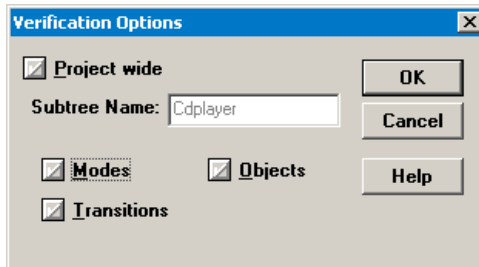 Verification Options
Project wide
OK
Subtree Name: Cdplayer
Cancel
Modes
Objects
Help
Transitions